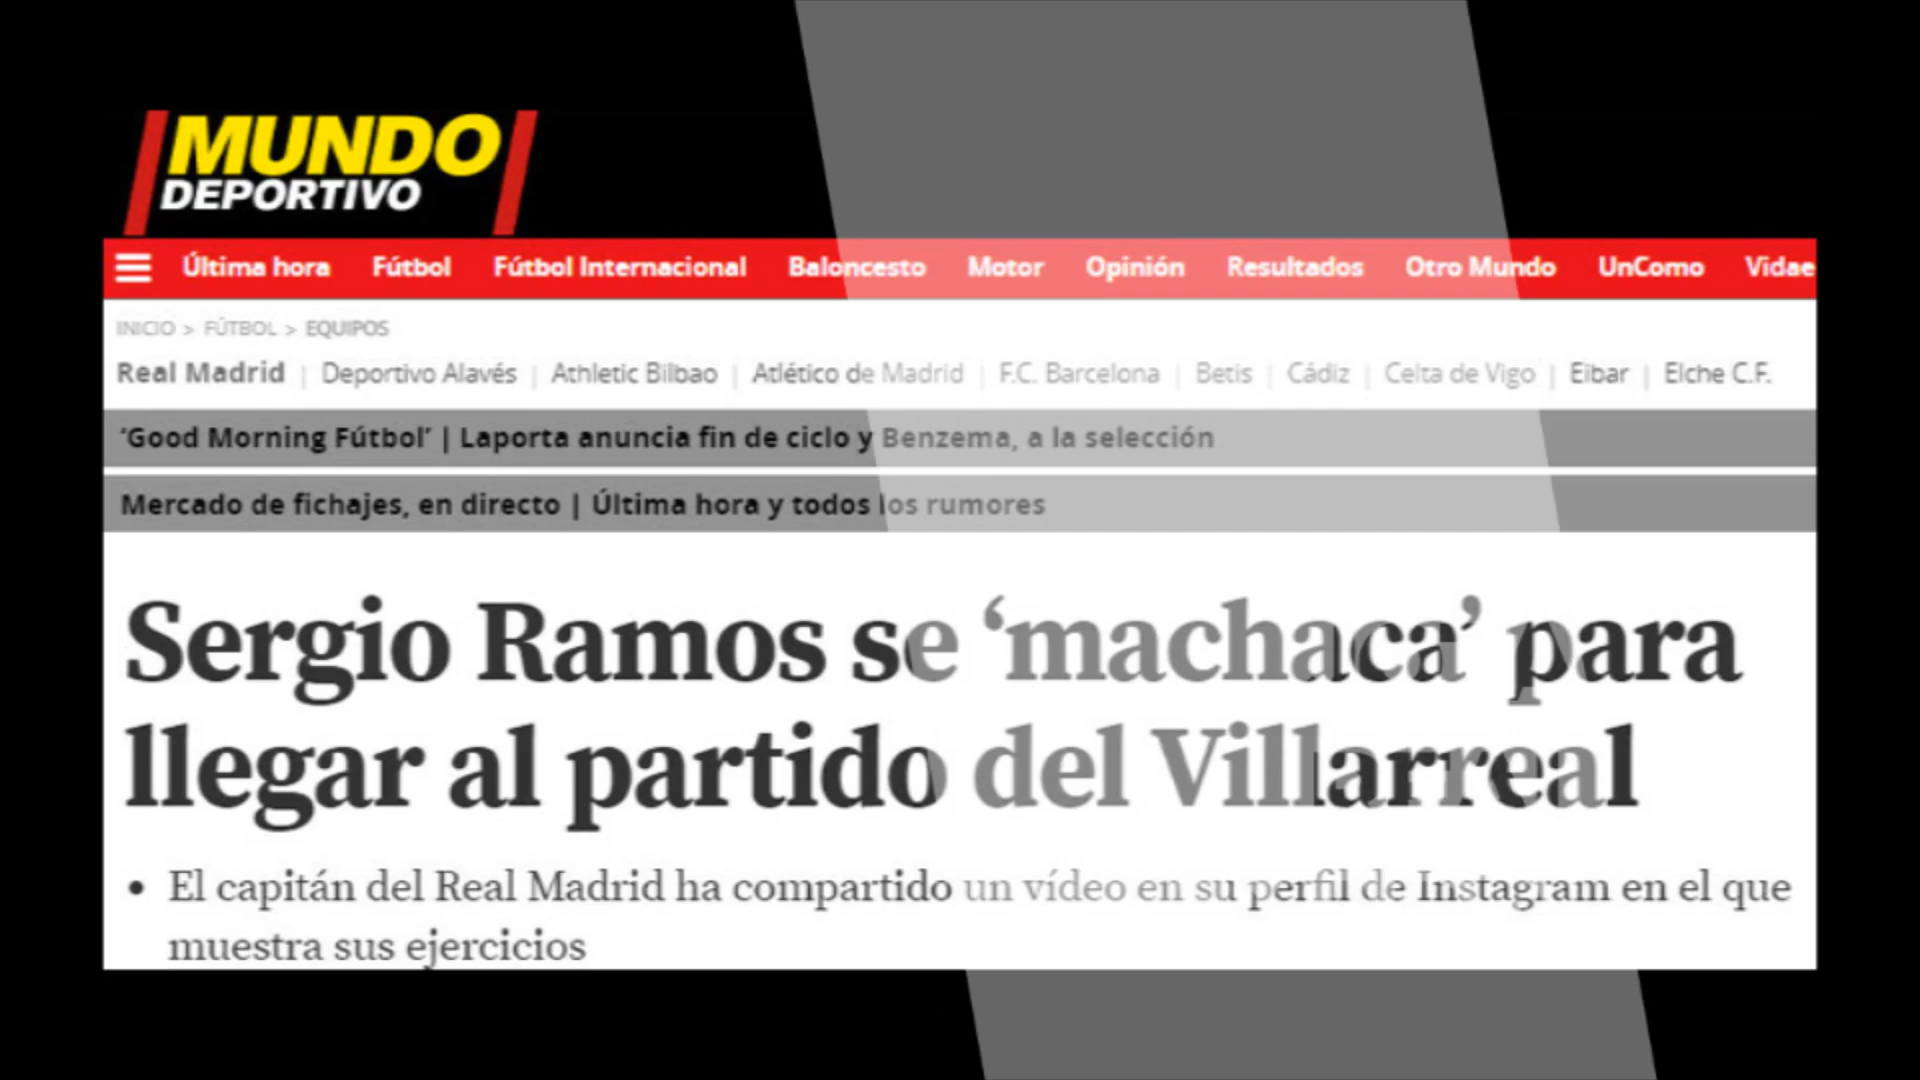 MUNDO
DEPORTIVO
Última hora Fútbol Fútbol Internacional Baloncesto Motor Opinión Resultados Otro Mundo UnComo Vidae
INICIO > FÚTBOL > EQUIPOS
Real Madrid | Deportivo Alavés | Athletic Bilbao | Atlético de Madrid | F.C. Barcelona | Betis | Cádiz | Celta de Vigo | Eibar | Elche C.F.
‘Good Morning Fútbol’ | Laporta anuncia fin de ciclo y Benzema, a la selección
Mercado de fichajes, en directo | Última hora y todos los rumores
Sergio Ramos se ‘machaca’ para
llegar al partido del Villarreal
• El capitán del Real Madrid ha compartido un vídeo en su perfil de Instagram en el que
muestra sus ejercicios